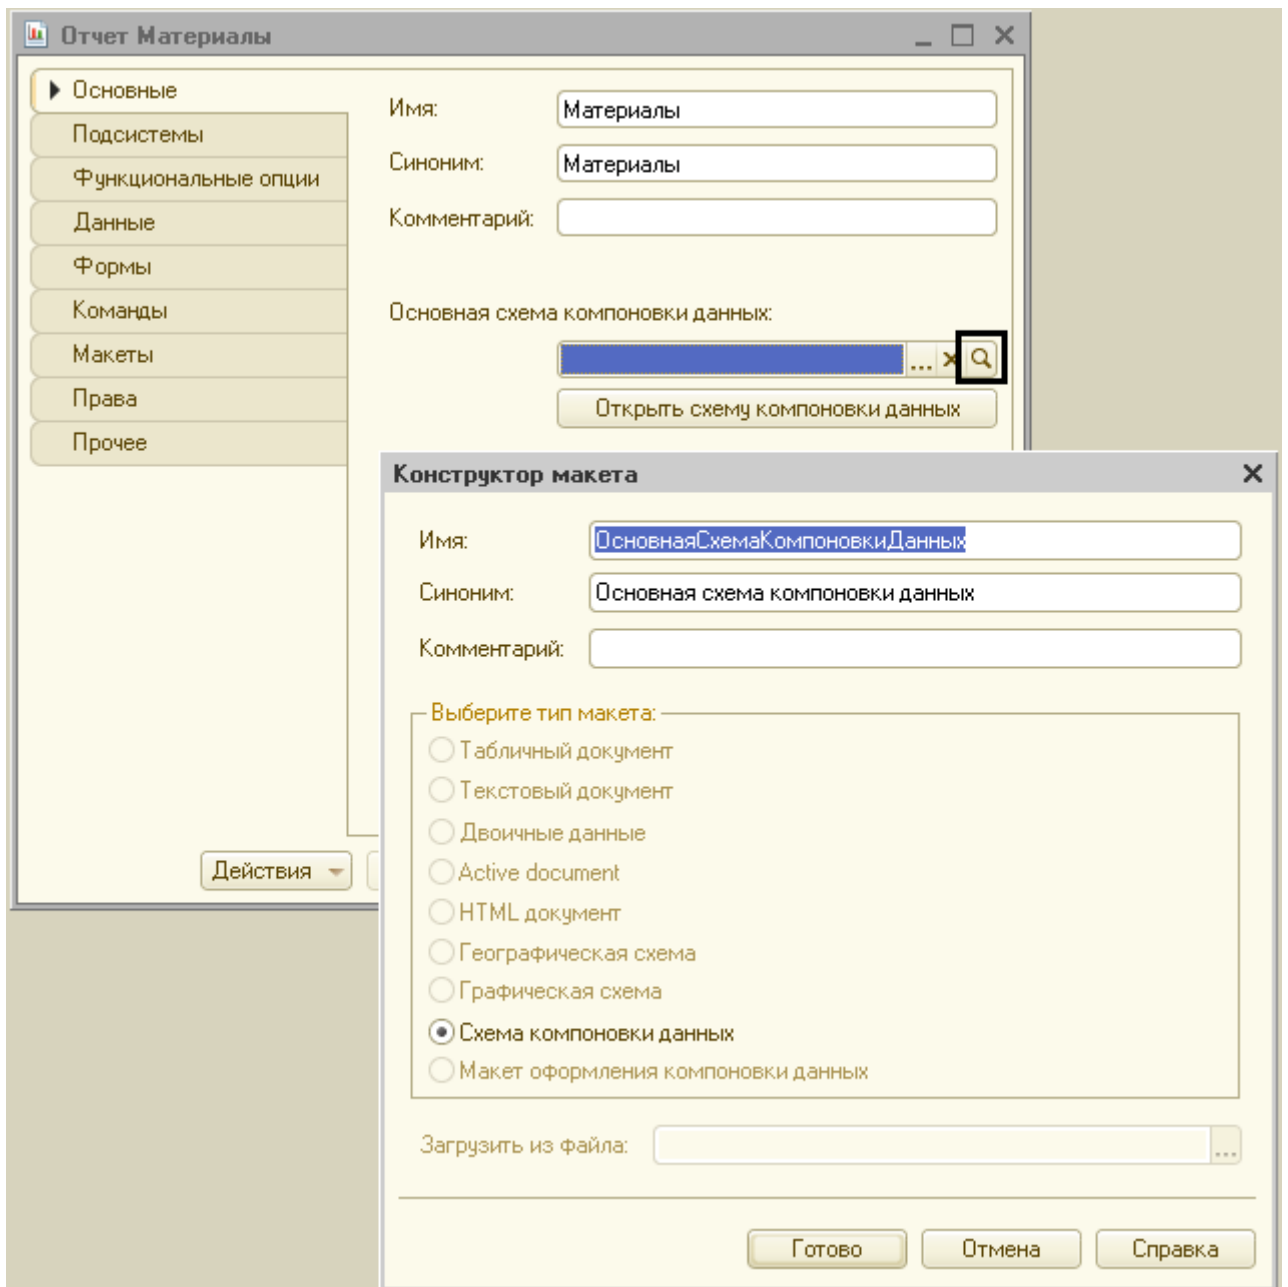 Отчет Материалы
Основные
Подсистемы
Функциональные опции
Данные
Формы
Команды
Макеты
Права
Прочее
Имя: Материалы
Синоним: Материалы
Комментарий:
Основная схема компоновки данных:
...
Открыть схему компоновки данных
Действия
Конструктор макета
Имя: ОсновнаяСхемаКомпоновкиДанных
Синоним: Основная схема компоновки данных
Комментарий:
Выберите тип макета:
Табличный документ
Текстовый документ
Двоичные данные
Active document
HTML документ
Географическая схема
Графическая схема
Схема компоновки данных
Макет оформления компоновки данных
Загрузить из файла: ...
Готово Отмена Справка